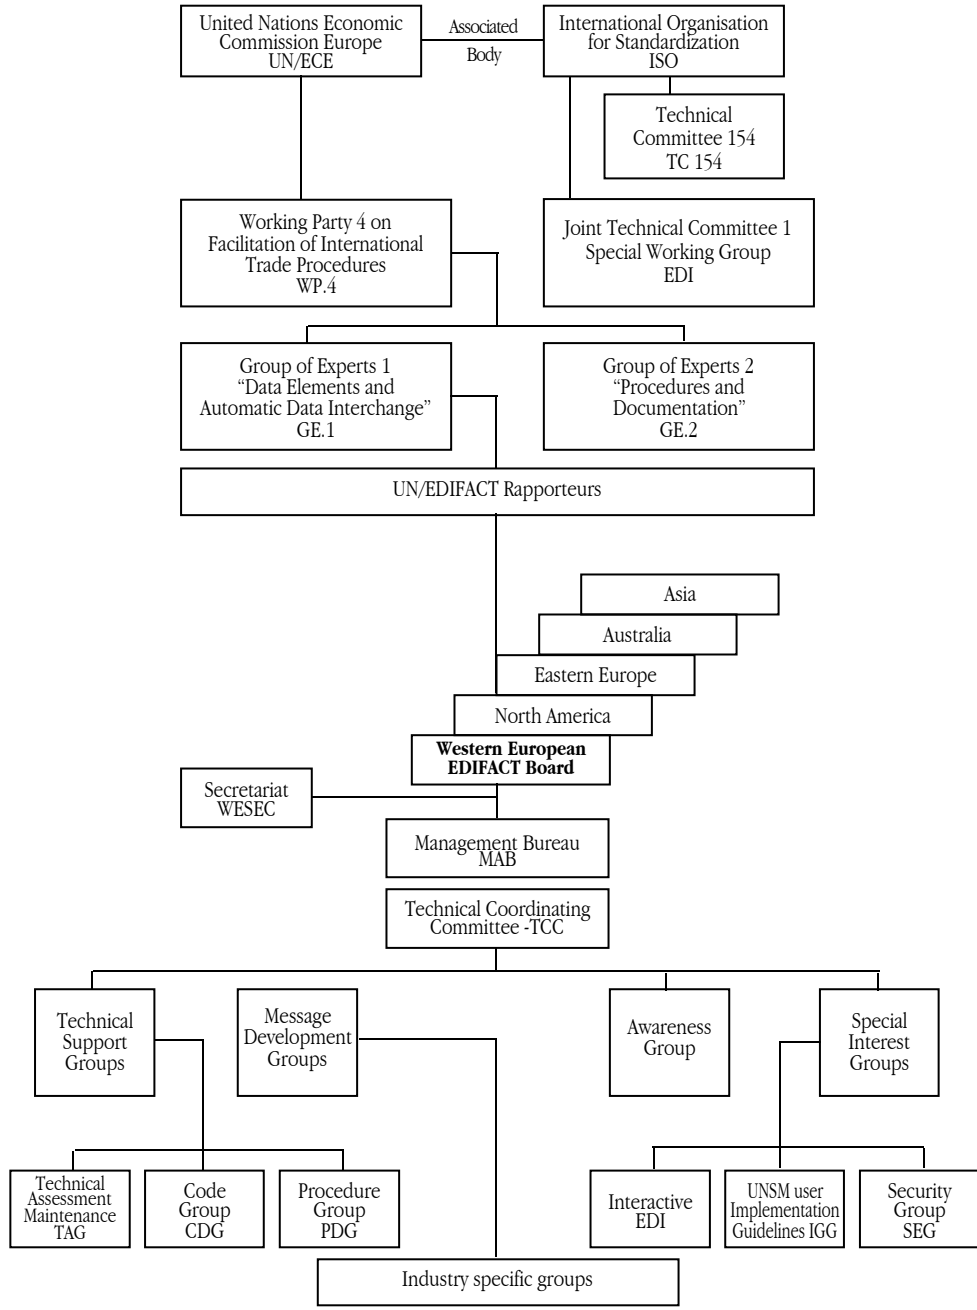 United Nations Economic
Commission Europe
UN/ECE
Associated
Body
International Organisation
for Standardization
ISO
Technical
Committee 154
TC 154
Working Party 4 on
Facilitation of International
Trade Procedures
WP.4
Joint Technical Committee 1
Special Working Group
EDI
Group of Experts 1
“Data Elements and
Automatic Data Interchange”
GE.1
Group of Experts 2
“Procedures and
Documentation”
GE.2
UN/EDIFACT Rapporteurs
Asia
Australia
Eastern Europe
North America
Western European
EDIFACT Board
Secretariat
WESEC
Management Bureau
MAB
Technical Coordinating
Committee -TCC
Technical
Support
Groups
Message
Development
Groups
Awareness
Group
Special
Interest
Groups
Technical
Assessment
Maintenance
TAG
Code
Group
CDG
Procedure
Group
PDG
Interactive
EDI
UNSM user
Implementation
Guidelines IGG
Security
Group
SEG
Industry specific groups